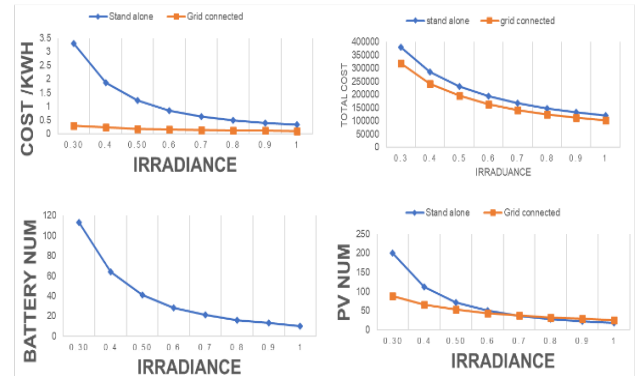 Stand alone Grid connected
COST /KWH
3.5
3
2.5
2
1.5
1
0.5
0
0.30 0.4 0.5 0.6 0.7 0.8 0.9 1
IRRADIANCE
stand alone grid connected
TOTAL COST
400000
350000
300000
250000
200000
150000
100000
50000
0
0.3 0.4 0.5 0.6 0.7 0.8 0.9 1
IRRADUANCE
BATTERY NUM
120
100
80
60
40
20
0
0.30 0.4 0.50 0.6 0.7 0.8 0.9 1
IRRADIANCE
Stand alone Grid connected
PV NUM
250
200
150
100
50
0
0.30 0.4 0.5 0.6 0.7 0.8 0.9 1
IRRADIANCE